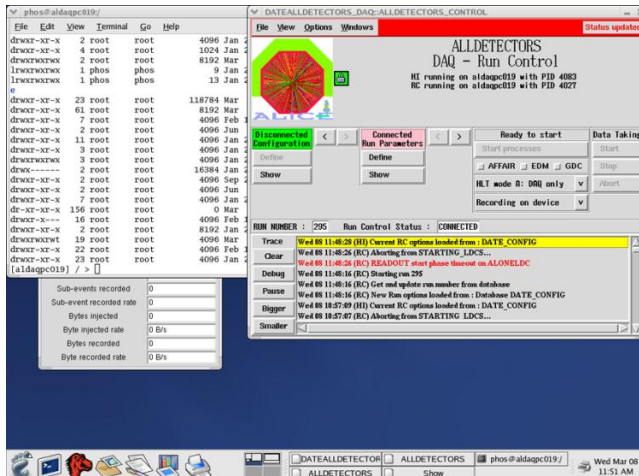 phos@aldaqpc019:/
File Edit View Terminal Go Help
drwxr-xr-x 2 root root 4096 Jan 2
drwxr-xr-x 4 root root 1024 Jan 2
drwxrwxrwx 2 root root 8192 Mar
lrwxrwxrwx 1 phos phos 9 Jan 2
lrwxrwxrwx 1 phos phos 13 Jan 2
e
drwxr-xr-x 23 root root 118784 Mar 0
drwxr-xr-x 61 root root 8192 Mar 0
drwxr-xr-x 7 root root 4096 Feb 1
drwxr-xr-x 2 root root 4096 Jun
drwxr-xr-x 11 root root 4096 Jan 2
drwxr-xr-x 3 root root 4096 Jan 2
drwxrwxrwx 3 root root 4096 Jan 2
drwx------ 2 root root 16384 Jan 2
drwxr-xr-x 2 root root 4096 Sep 2
drwxr-xr-x 2 root root 4096 Jun
drwxr-xr-x 7 root root 4096 Jan 2
dr-xr-xr-x 156 root root 0 Mar
drwxr-x--- 16 root root 4096 Feb 1
drwxr-xr-x 2 root root 8192 Jan 2
drwxrwxrwt 19 root root 4096 Mar
drwxr-xr-x 22 root root 4096 Feb 1
drwxr-xr-x 23 root root 4096 Jan 2
[aldaqpc019] / >
Sub-events recorded 0
Sub-event recorded rate 0
Bytes injected 0
Byte injected rate 0 B/s
Bytes recorded 0
Byte recorded rate 0 B/s
DATEALLDETECTORS_DAQ::ALLDETECTORS_CONTROL
File View Options Windows Status updated
ALICE
ALLDETECTORS
DAQ - Run Control
HI running on aldaqpc019 with PID 4083
RC running on aldaqpc019 with PID 4027
Disconnected Configuration < >
Define
Show
Connected Run Parameters < >
Define
Show
Ready to start
Start processes
AFFAIR EDM GDC
HLT mode A: DAQ only v
Recording on device v
Data Taking
Start
Stop
Abort
RUN NUMBER : 295 Run Control Status : CONNECTED
Trace
Clear
Debug
Pause
Bigger
Smaller
Wed 08 11:48:28 (HI) Current RC options loaded from : DATE_CONFIG
Wed 08 11:48:26 (RC) Aborting from STARTING_LDCS...
Wed 08 11:48:26 (RC) READOUT start phase timeout on ALONELDC
Wed 08 11:48:16 (RC) Starting run 295
Wed 08 11:48:16 (RC) Get and update run number from database
Wed 08 11:48:16 (RC) New Run options loaded from : Database DATE_CONFIG
Wed 08 10:57:09 (HI) Current RC options loaded from : DATE_CONFIG
Wed 08 10:57:07 (RC) Aborting from STARTING_LDCS...
DATEALLDETECTOR ALLDETECTORS phos@aldaqpc019:/
ALLDETECTORS Show
Wed Mar 08
11:51 AM